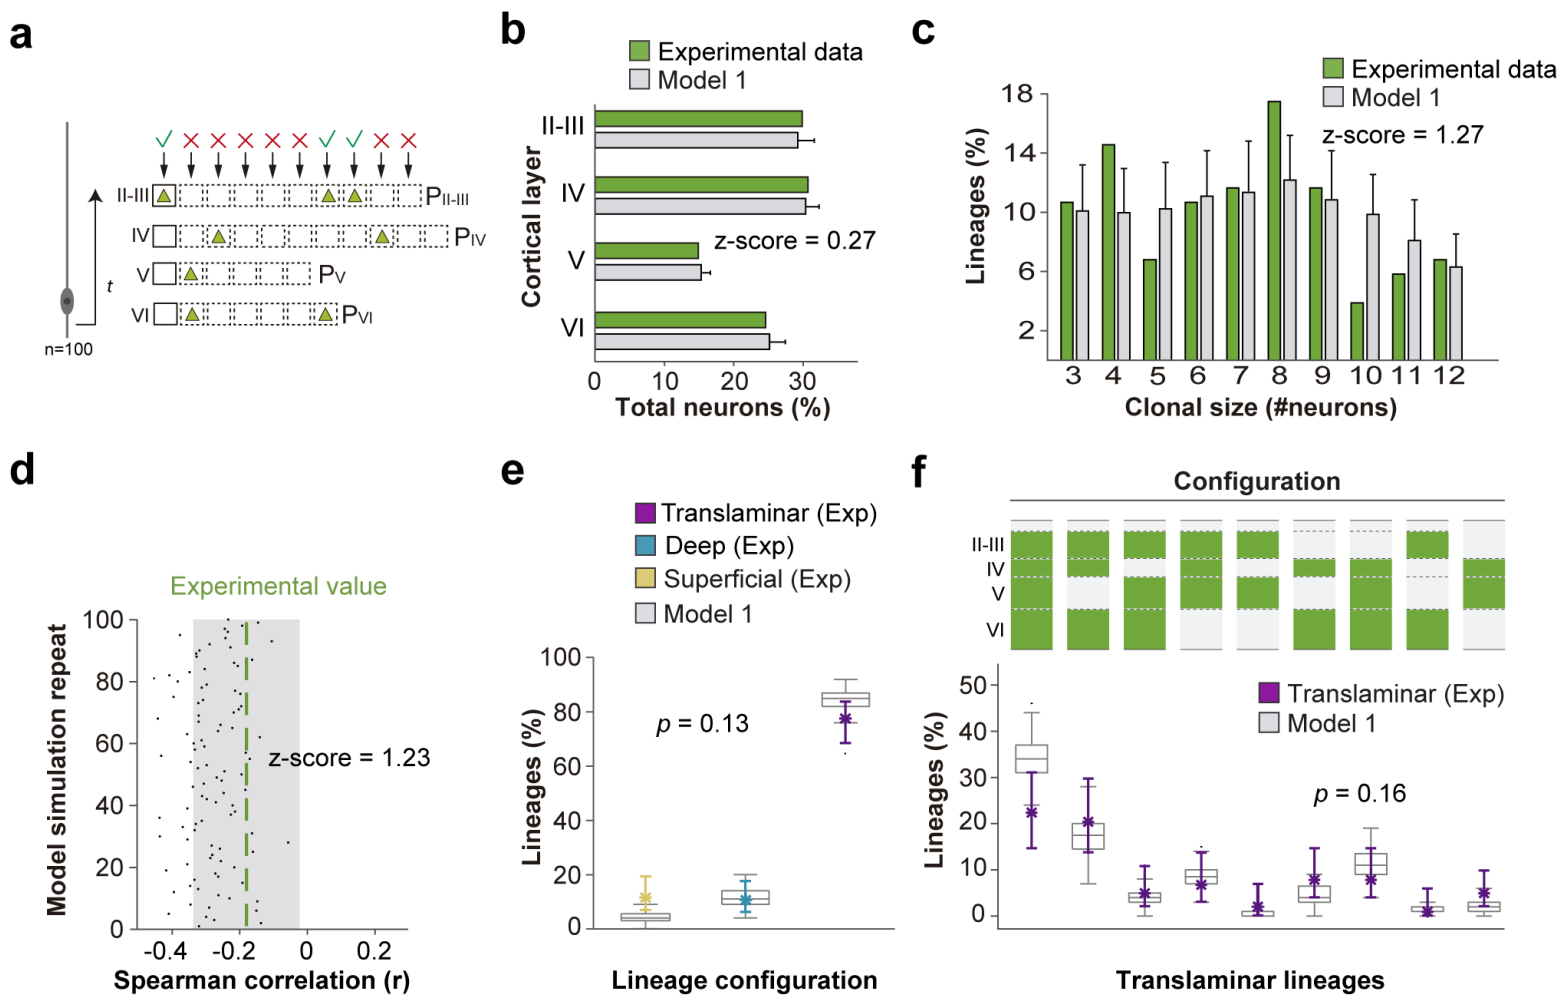 a
II-III
P II-III
IV
P IV
V
P V
VI
P VI
t
n=100
b
Experimental data
Model 1
Cortical layer
II-III
IV
V
VI
z-score = 0.27
0 10 20 30
Total neurons (%)
c
Experimental data
Model 1
z-score = 1.27
Lineages (%)
18
14
10
6
2
3 4 5 6 7 8 9 10 11 12
Clonal size (#neurons)
d
Experimental value
Model simulation repeat
100
80
60
40
20
0
z-score = 1.23
-0.4 -0.2 0 0.2
Spearman correlation (r)
e
Translaminar (Exp)
Deep (Exp)
Superficial (Exp)
Model 1
Lineages (%)
100
80
60
40
20
0
p = 0.13
Lineage configuration
f
Configuration
II-III
IV
V
VI
Translaminar (Exp)
Model 1
Lineages (%)
50
40
30
20
10
0
p = 0.16
Translaminar lineages